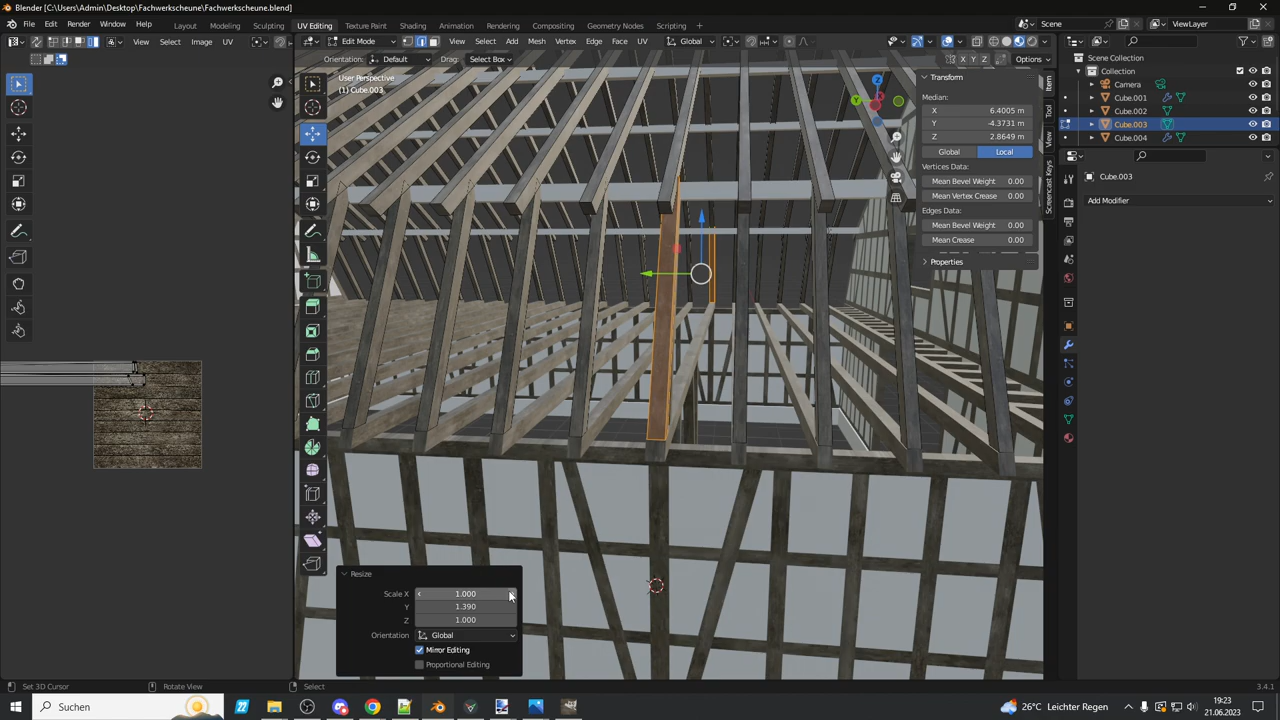 Blender [C:\Users\Admin\Desktop\Fachwerkscheune\Fachwerkscheune.blend]
File Edit Render Window Help Layout Modeling Sculpting UV Editing Texture Paint Shading Animation Rendering Compositing Geometry Nodes Scripting + Scene ViewLayer
View Select Image UV Edit Mode View Select Add Mesh Vertex Edge Face UV Global
Orientation: Default Drag: Select Box X Y Z Options
User Perspective
(1) Cube.003
Transform
Median:
X 6.4005 m
Y -4.3731 m
Z 2.8649 m
Global Local
Vertices Data:
Mean Bevel Weight 0.00
Mean Vertex Crease 0.00
Edges Data:
Mean Bevel Weight 0.00
Mean Crease 0.00
Properties
Item
Tool
View
Screencast Keys
Scene Collection
Collection
Camera
Cube.001
Cube.002
Cube.003
Cube.004
Cube.003
Add Modifier
Z
Y
Resize
Scale X 1.000
Y 1.390
Z 1.000
Orientation Global
Mirror Editing
Proportional Editing
Set 3D Cursor Rotate View Select 3.4.1
Suchen 26°C Leichter Regen 19:23
21.06.2023